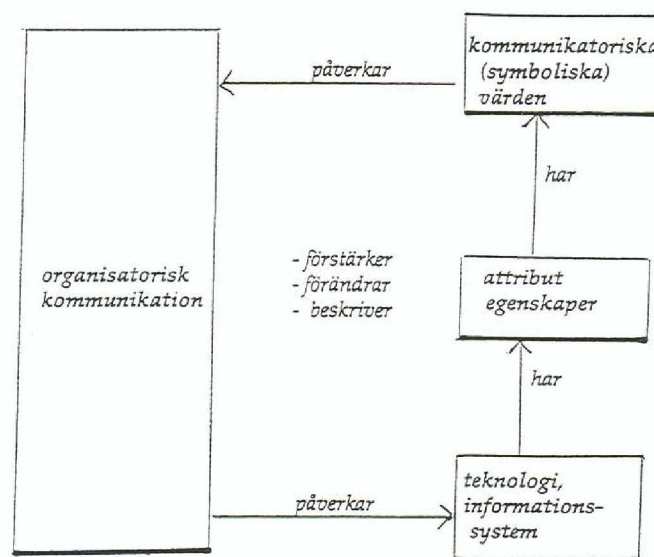 kommunikatoriska
(symboliska)
värden
påverkar
har
organisatorisk
kommunikation
- förstärker
- förändrar
- beskriver
attribut
egenskaper
har
teknologi,
informations-
system
påverkar